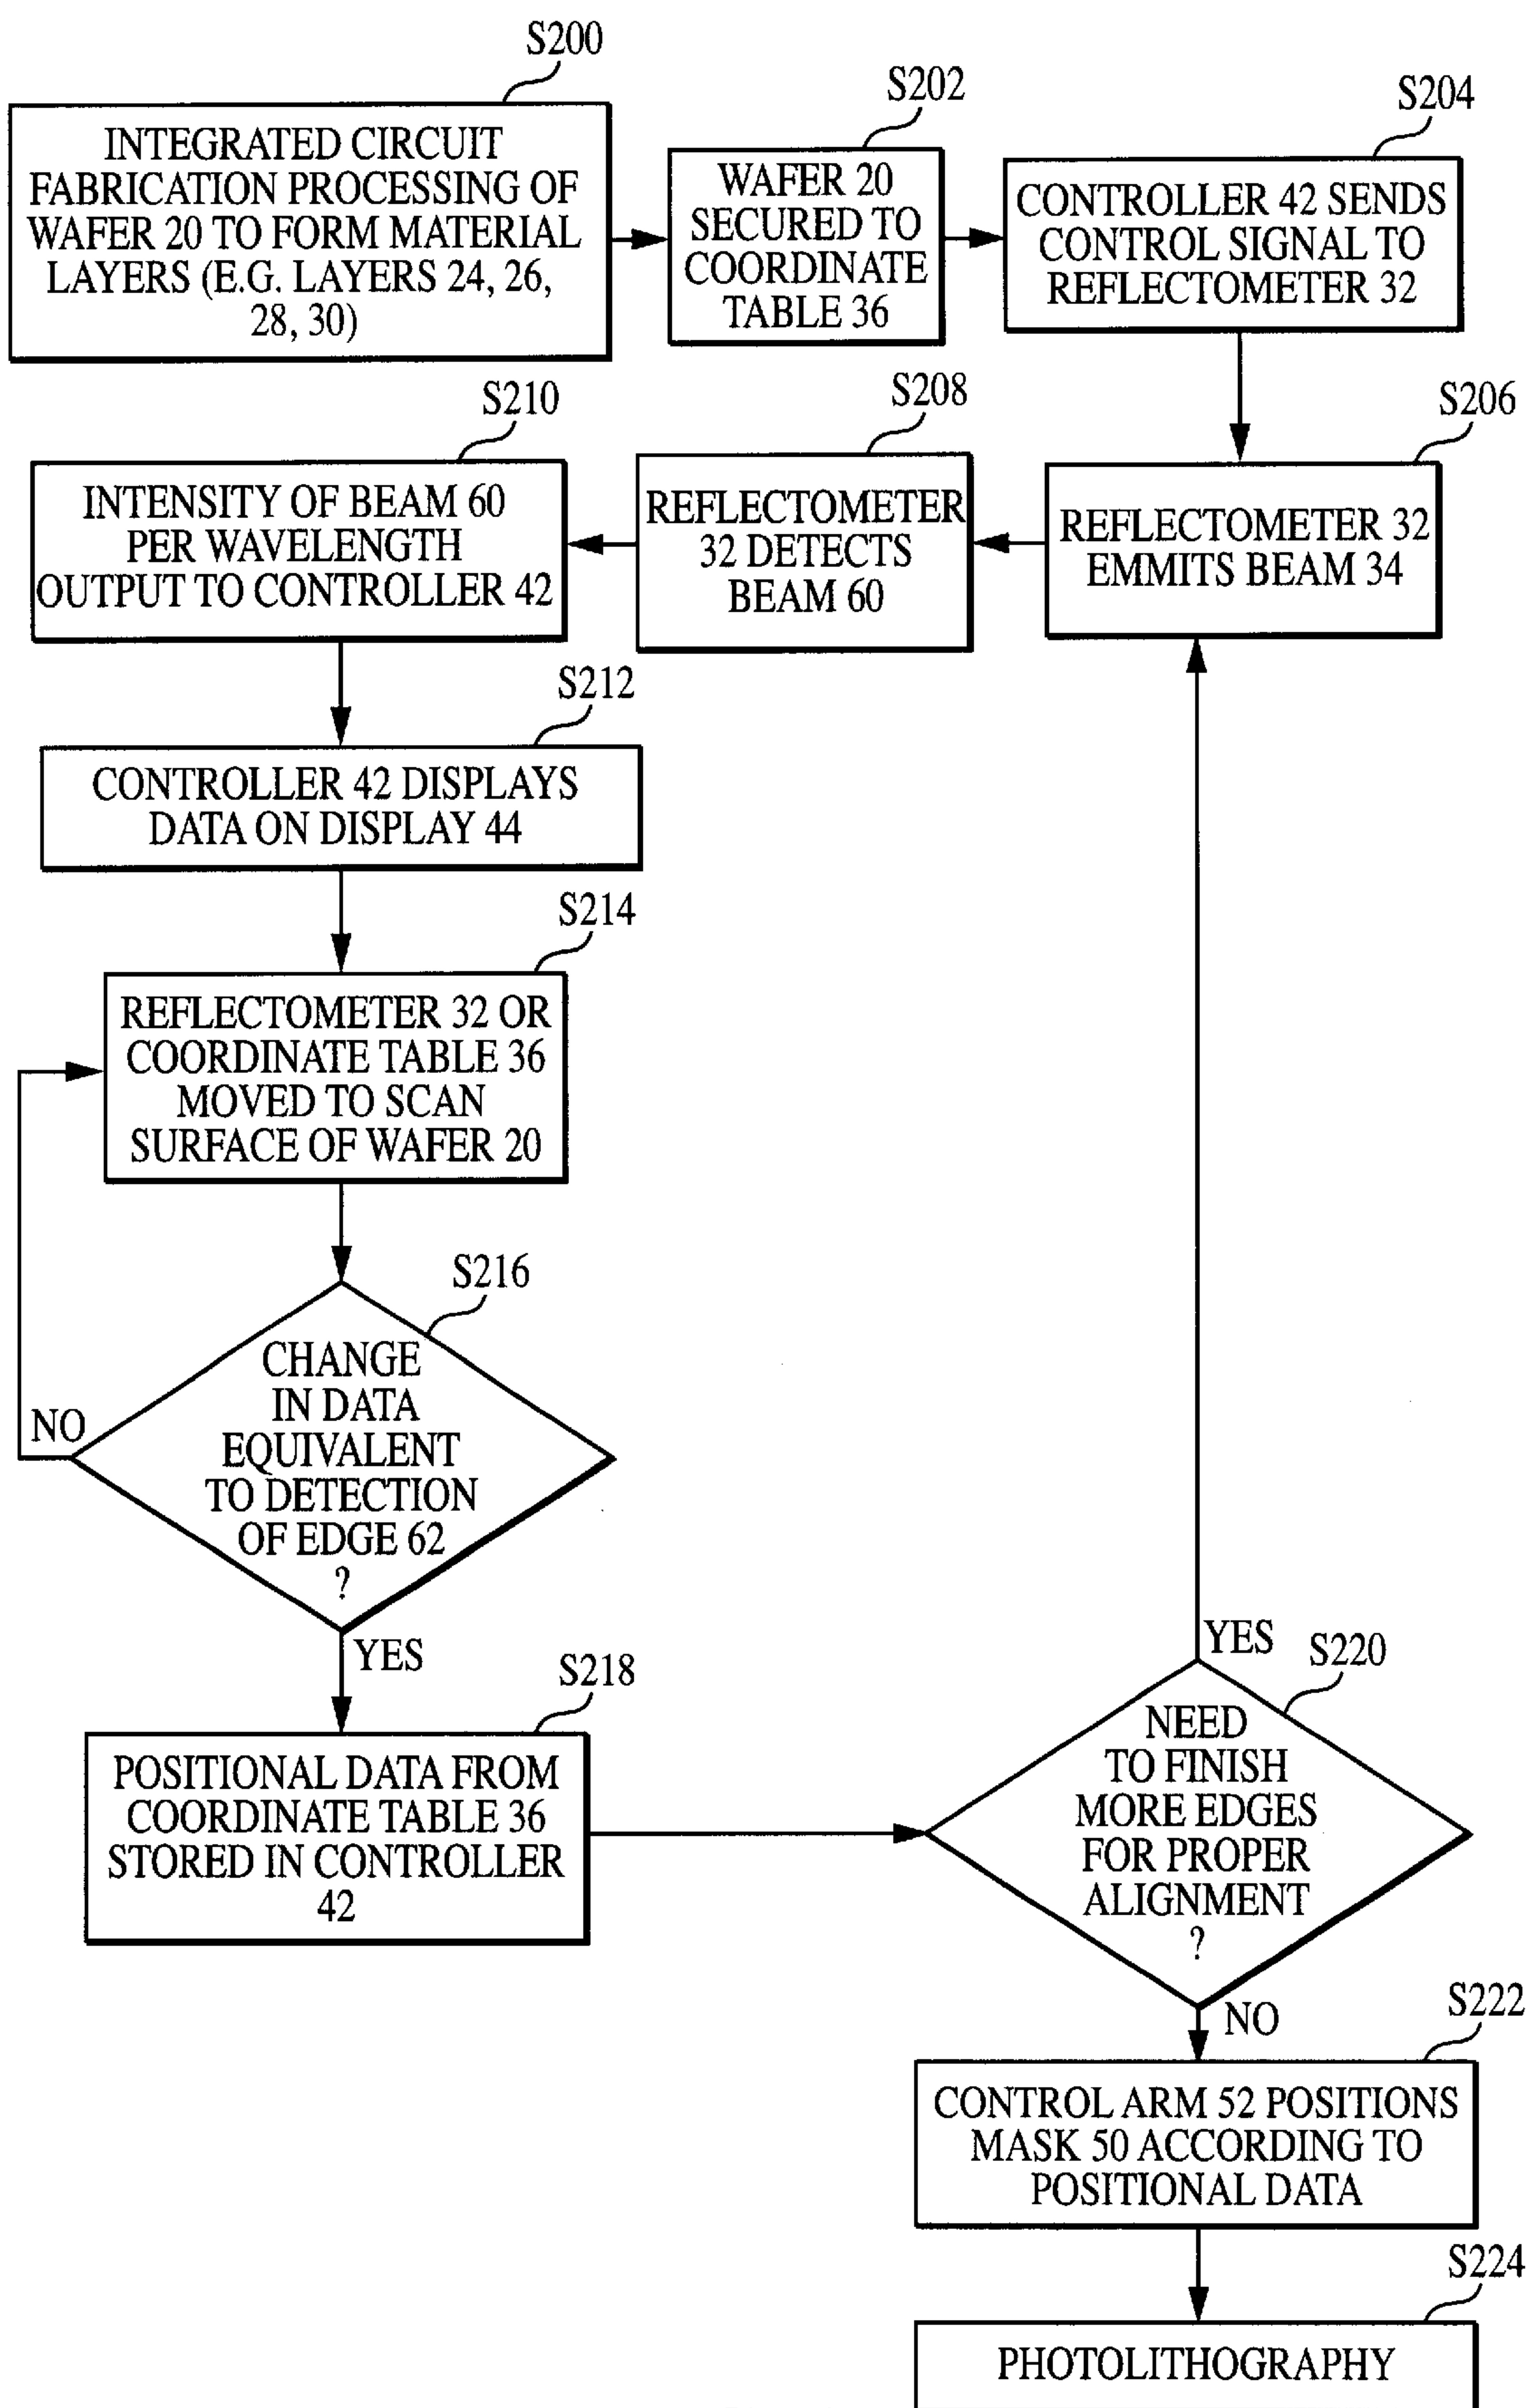 S200
INTEGRATED CIRCUIT
FABRICATION PROCESSING OF
WAFER 20 TO FORM MATERIAL
LAYERS (E.G. LAYERS 24, 26,
28, 30)
S202
WAFER 20
SECURED TO
COORDINATE
TABLE 36
S204
CONTROLLER 42 SENDS
CONTROL SIGNAL TO
REFLECTOMETER 32
S206
REFLECTOMETER 32
EMMITS BEAM 34
S208
REFLECTOMETER
32 DETECTS
BEAM 60
S210
INTENSITY OF BEAM 60
PER WAVELENGTH
OUTPUT TO CONTROLLER 42
S212
CONTROLLER 42 DISPLAYS
DATA ON DISPLAY 44
S214
REFLECTOMETER 32 OR
COORDINATE TABLE 36
MOVED TO SCAN
SURFACE OF WAFER 20
S216
CHANGE
IN DATA
EQUIVALENT
TO DETECTION
OF EDGE 62
?
NO
YES
S218
POSITIONAL DATA FROM
COORDINATE TABLE 36
STORED IN CONTROLLER
42
S220
NEED
TO FINISH
MORE EDGES
FOR PROPER
ALIGNMENT
?
YES
NO
S222
CONTROL ARM 52 POSITIONS
MASK 50 ACCORDING TO
POSITIONAL DATA
S224
PHOTOLITHOGRAPHY